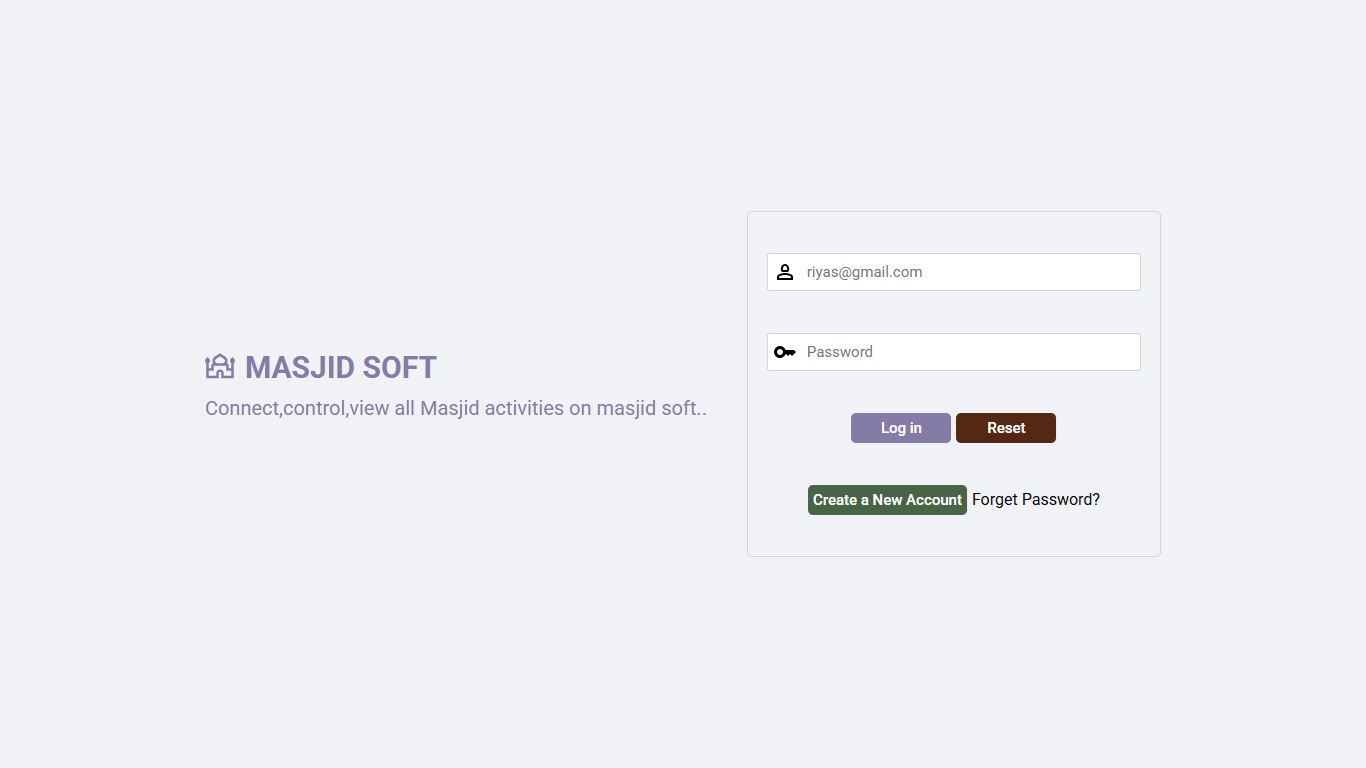 MASJID SOFT
Connect,control,view all Masjid activities on masjid soft..
riyas@gmail.com
Password
Log in Reset
Create a New Account Forget Password?